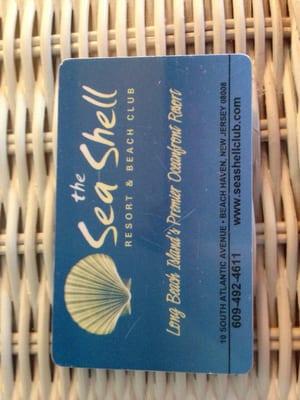 the
Sea Shell
RESORT & BEACH CLUB
Long Beach Island's Premier Oceanfront Resort
10 SOUTH ATLANTIC AVENUE • BEACH HAVEN, NEW JERSEY 08008
609-492-4611 www.seashellclub.com